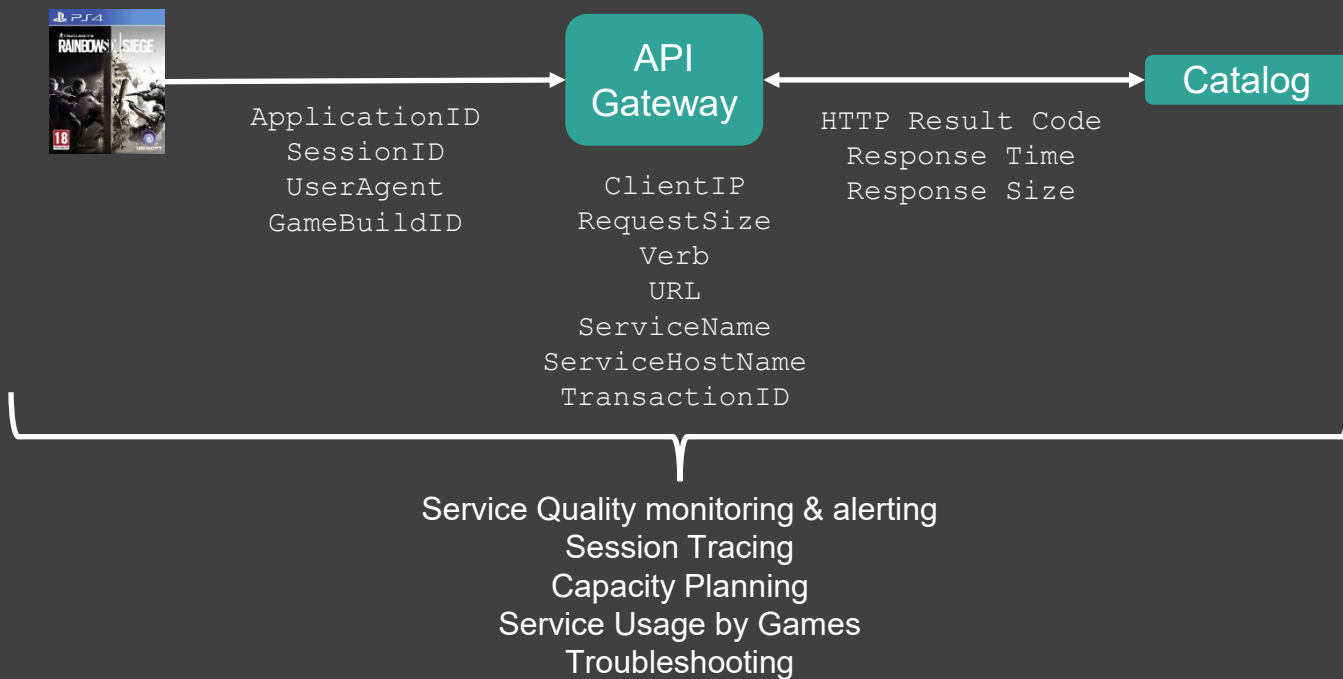 PS4
TOM CLANCY'S
RAINBOW SIX | SIEGE
18
UBISOFT
API
Gateway
Catalog
ApplicationID
SessionID
UserAgent
GameBuildID
ClientIP
RequestSize
Verb
URL
ServiceName
ServiceHostName
TransactionID
HTTP Result Code
Response Time
Response Size
Service Quality monitoring & alerting
Session Tracing
Capacity Planning
Service Usage by Games
Troubleshooting